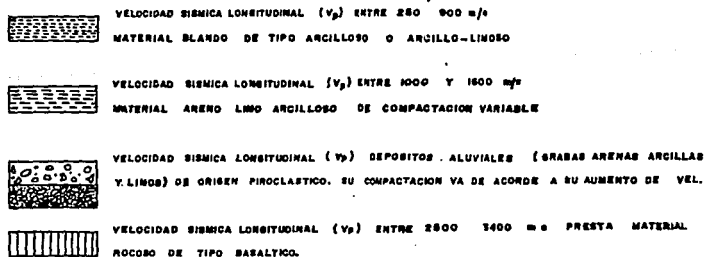 VELOCIDAD SISMICA LONGITUDINAL (Vp) ENTRE 250 900 m/s
MATERIAL BLANDO DE TIPO ARCILLOSO O ARCILLO-LIMOSO
VELOCIDAD SISMICA LONGITUDINAL (Vp) ENTRE 1000 Y 1600 m/s
MATERIAL ARENO LIMO ARCILLOSO DE COMPACTACION VARIABLE
VELOCIDAD SISMICA LONGITUDINAL (Vp) DEPOSITOS . ALUVIALES (GRABAS ARENAS ARCILLAS
Y. LIMOS) DE ORIGEN PIROCLASTICO. SU COMPACTACION VA DE ACORDE A SU AUMENTO DE VEL.
VELOCIDAD SISMICA LONGITUDINAL (Vp) ENTRE 2500 3400 m s PRESTA MATERIAL
ROCOSO DE TIPO BASALTICO.